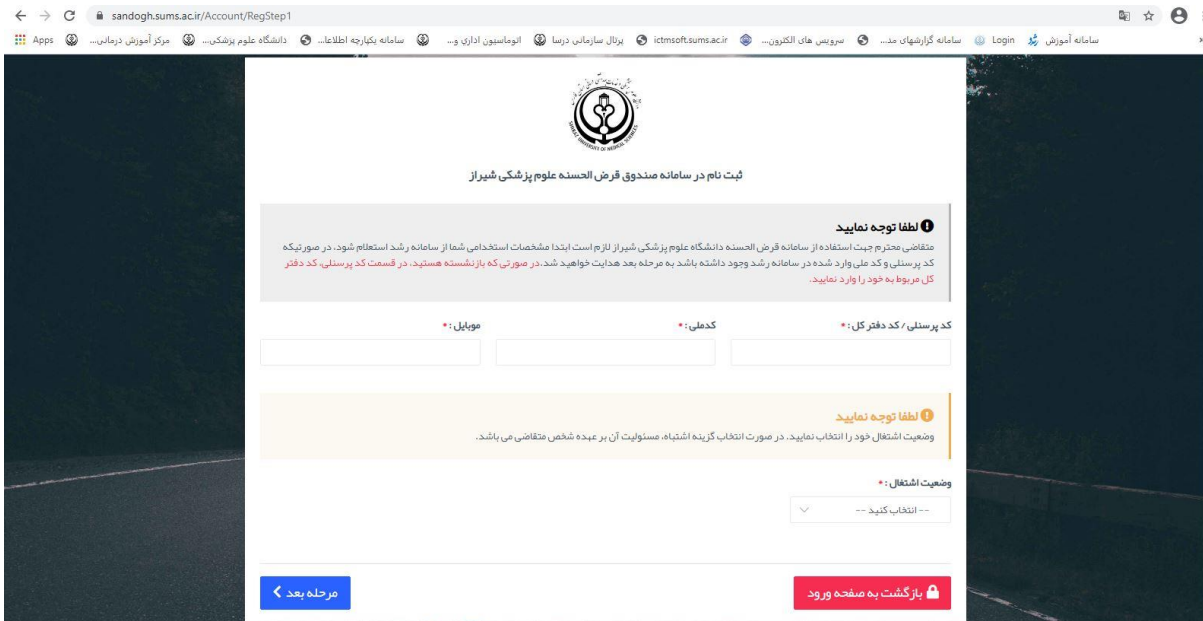 sandogh.sums.ac.ir/Account/RegStep1
Apps
دانشگاه علوم پزشکی...
مرکز آموزش درمانی...
سامانه یکپارچه اطلاعا...
اتوماسیون اداری و...
پرتال سازمانی درسا
ictmsoft.sums.ac.ir
سرویس های الکترون...
سامانه گزارشهای مد...
Login
سامانه آموزش
SHIRAZ UNIVERSITY OF MEDICAL SCIENCES
ثبت نام در سامانه صندوق قرض الحسنه علوم پزشکی شیراز
لطفا توجه نمایید
متقاضی محترم جهت استفاده از سامانه قرض الحسنه دانشگاه علوم پزشکی شیراز لازم است ابتدا مشخصات استخدامی شما از سامانه رشد استعلام شود، در صورتیکه
کد پرسنلی و کد ملی وارد شده در سامانه رشد وجود داشته باشد به مرحله بعد هدایت خواهید شد.در صورتی که بازنشسته هستید، در قسمت کد پرسنلی، کد دفتر
کل مربوط به خود را وارد نمایید.
کد پرسنلی / کد دفتر کل : * کدملی : * موبایل : *
لطفا توجه نمایید
وضعیت اشتغال خود را انتخاب نمایید. در صورت انتخاب گزینه اشتباه، مسئولیت آن بر عهده شخص متقاضی می باشد.
وضعیت اشتغال : *
-- انتخاب کنید --
بازگشت به صفحه ورود
مرحله بعد